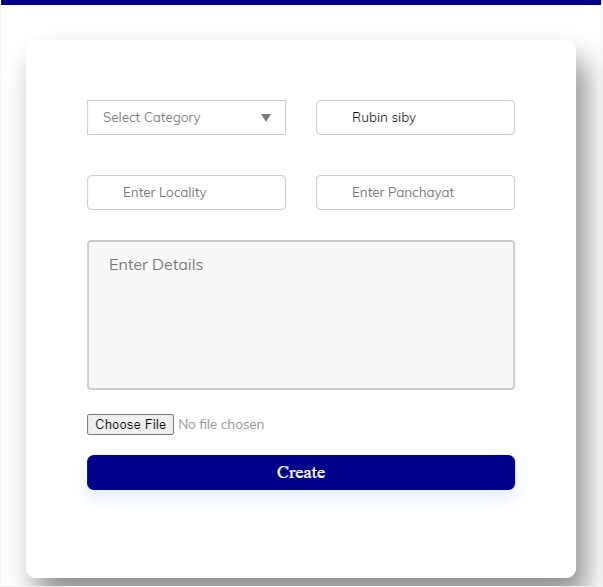 Select Category
Rubin siby
Enter Locality
Enter Panchayat
Enter Details
Choose File No file chosen
Create